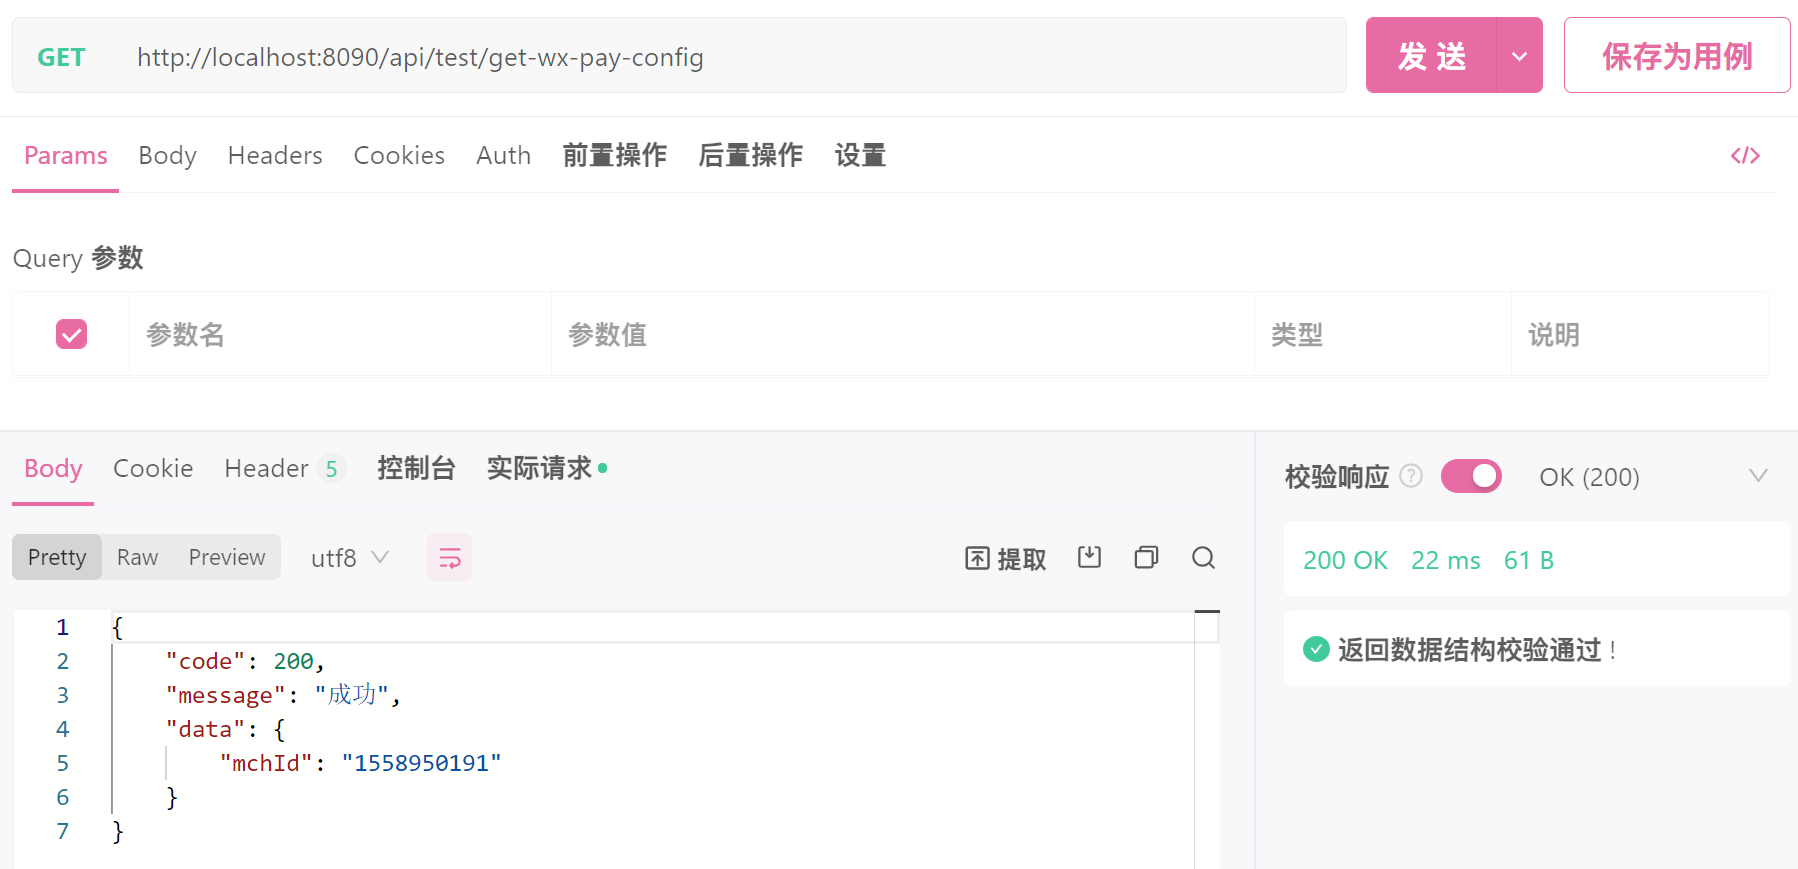 GET http://localhost:8090/api/test/get-wx-pay-config 发 送 保存为用例
Params Body Headers Cookies Auth 前置操作 后置操作 设置 </>
Query 参数
参数名 参数值 类型 说明
Body Cookie Header 5 控制台 实际请求
校验响应 ? OK (200)
Pretty Raw Preview utf8 提取
200 OK 22 ms 61 B
返回数据结构校验通过!
1 {
2 "code": 200,
3 "message": "成功",
4 "data": {
5 "mchId": "1558950191"
6 }
7 }